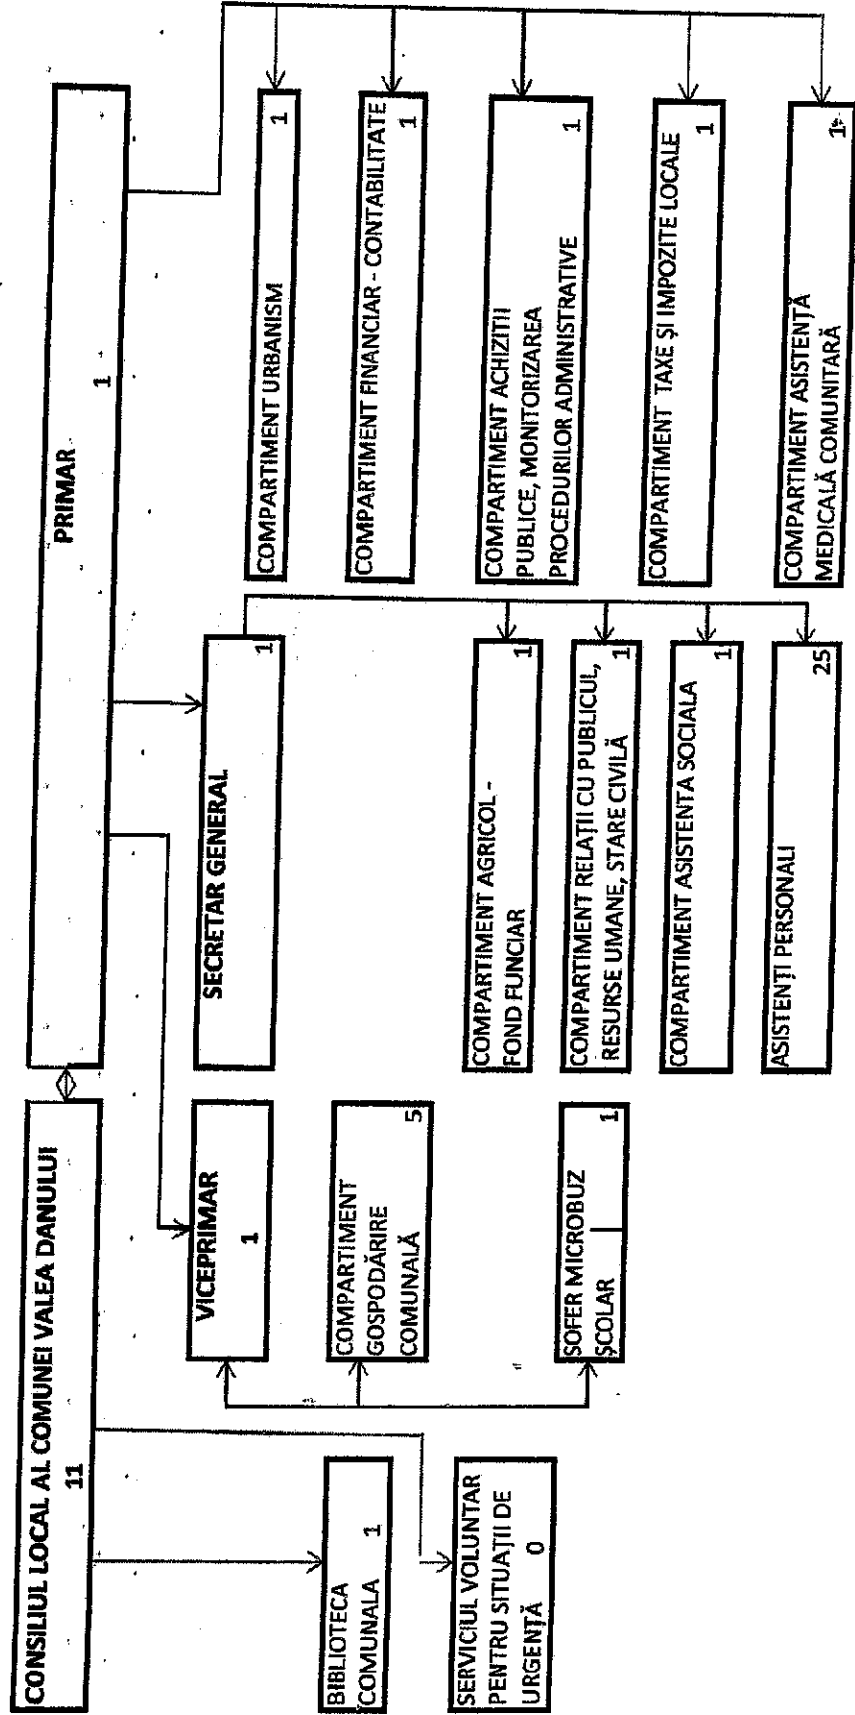 CONSILIUL LOCAL AL COMUNEI VALEA DANULUI
11
PRIMAR
1
VICEPRIMAR
1
SECRETAR GENERAL
1
BIBLIOTECA
COMUNALA 1
SERVICIUL VOLUNTAR
PENTRU SITUAȚII DE
URGENȚĂ 0
COMPARTIMENT
GOSPODĂRIRE
COMUNALĂ 5
SOFER MICROBUZ
ȘCOLAR 1
COMPARTIMENT AGRICOL -
FOND FUNCIAR 1
COMPARTIMENT RELAȚII CU PUBLICUL,
RESURSE UMANE, STARE CIVILĂ 1
COMPARTIMENT ASISTENTA SOCIALA
1
ASISTENȚI PERSONALI
25
COMPARTIMENT URBANISM 1
COMPARTIMENT FINANCIAR - CONTABILITATE
1
COMPARTIMENT ACHIZITII
PUBLICE, MONITORIZAREA
PROCEDURILOR ADMINISTRATIVE 1
COMPARTIMENT TAXE ȘI IMPOZITE LOCALE
1
COMPARTIMENT ASISTENȚĂ
MEDICALĂ COMUNITARĂ 1